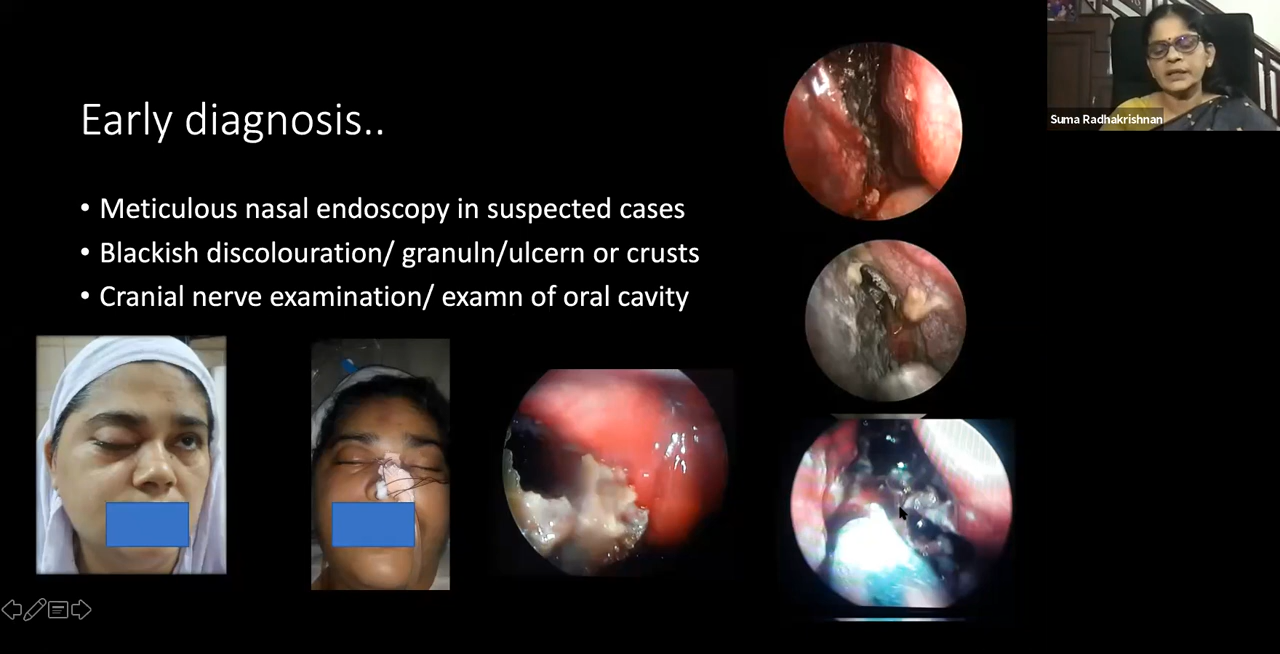 Suma Radhakrishnan
Early diagnosis..
• Meticulous nasal endoscopy in suspected cases
• Blackish discolouration/ granuln/ulcern or crusts
• Cranial nerve examination/ examn of oral cavity